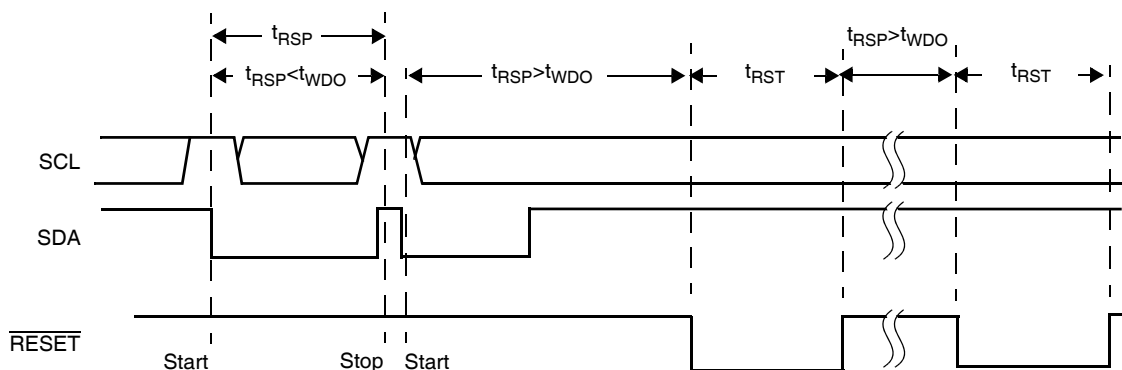 tRSP
tRSP<tWDO
tRSP>tWDO
tRST
tRSP>tWDO
tRST
SCL
SDA
RESET
Start
Stop
Start